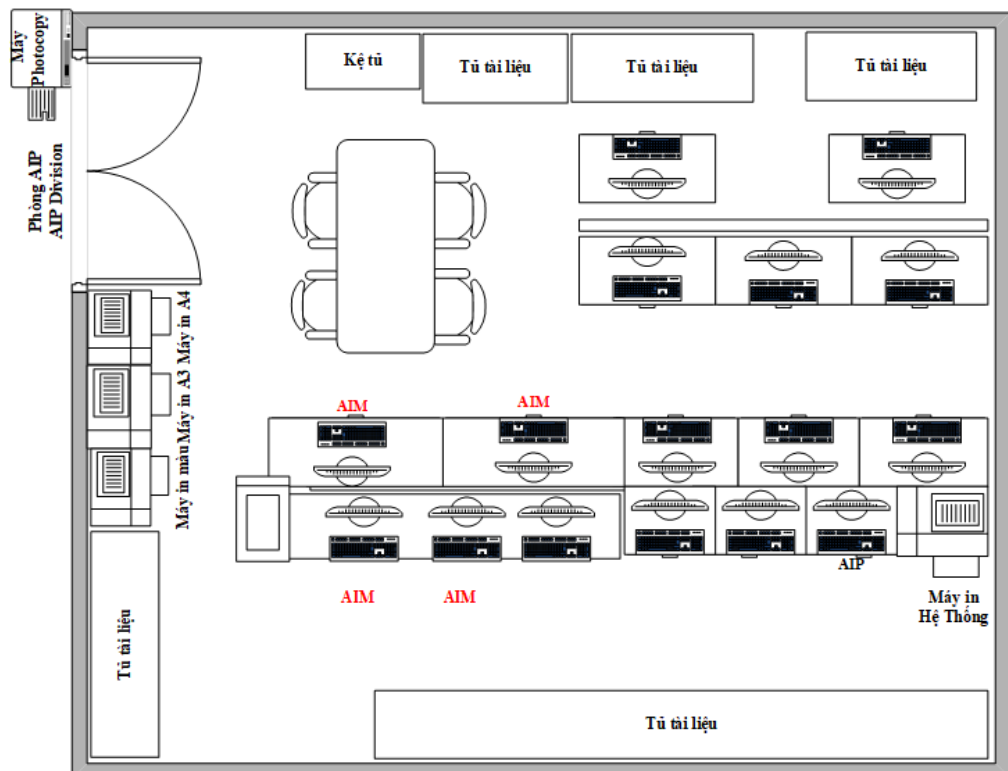 Máy
Photocopy
Kệ tủ
Tủ tài liệu
Tủ tài liệu
Tủ tài liệu
Phòng AIP
AIP Division
Máy in A4
Máy in A3
Máy in màu
AIM
AIM
AIP
AIM
AIM
Máy in
Hệ Thống
Tủ tài liệu
Tủ tài liệu